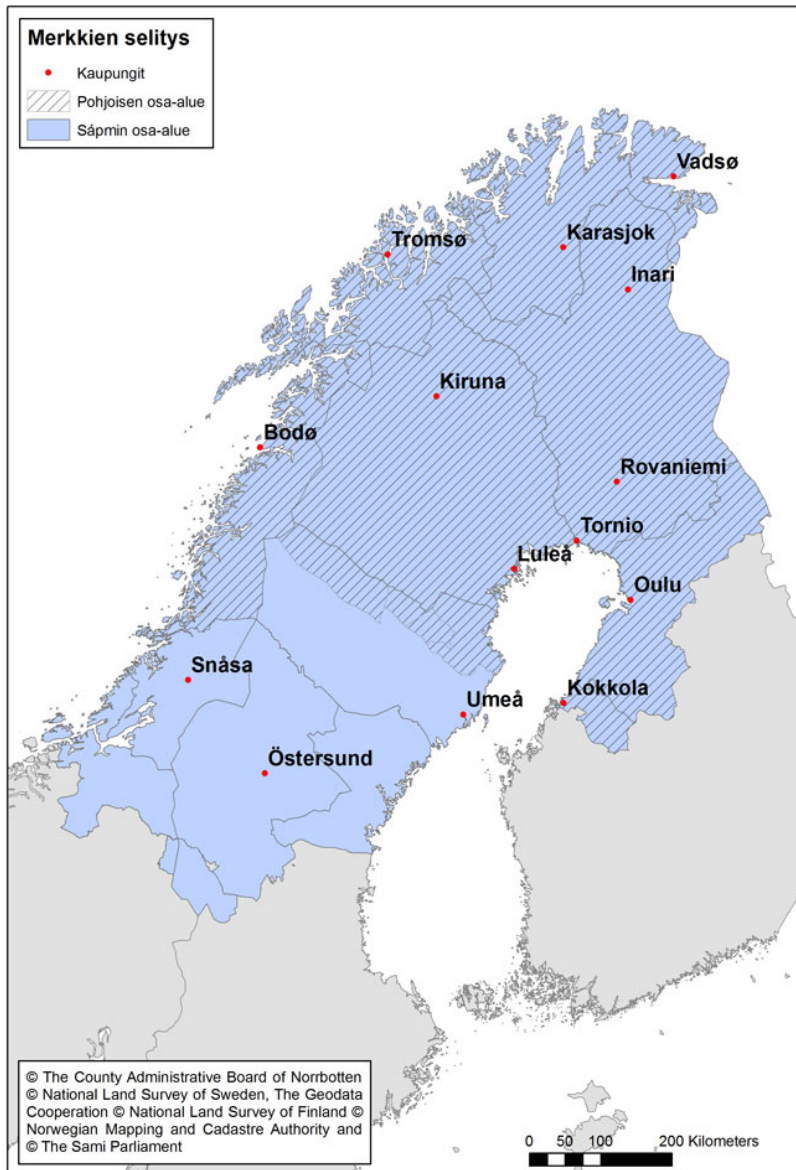 Merkkien selitys
Kaupungit
Pohjoisen osa-alue
Sápmin osa-alue
Vadsø
Tromsø
Karasjok
Inari
Kiruna
Bodø
Rovaniemi
Tornio
Luleå
Oulu
Snåsa
Umeå
Kokkola
Östersund
© The County Administrative Board of Norrbotten
© National Land Survey of Sweden, The Geodata
Cooperation © National Land Survey of Finland ©
Norwegian Mapping and Cadastre Authority and
© The Sami Parliament
0 50 100 200 Kilometers